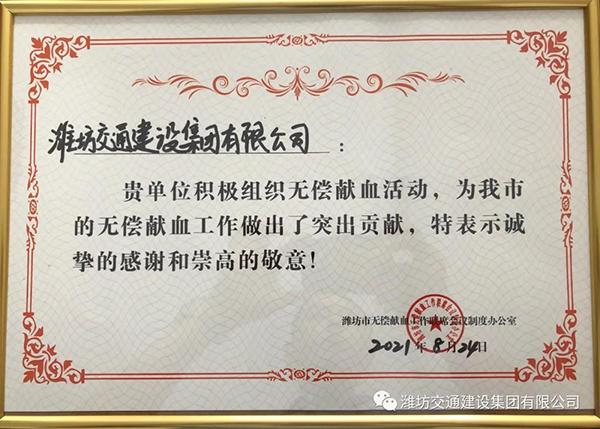 潍坊交通建设集团有限公司：
贵单位积极组织无偿献血活动，为我市
的无偿献血工作做出了突出贡献，特表示诚
挚的感谢和崇高的敬意！
潍坊市无偿献血工作联席会议制度办公室
2021年8月24日
潍坊交通建设集团有限公司